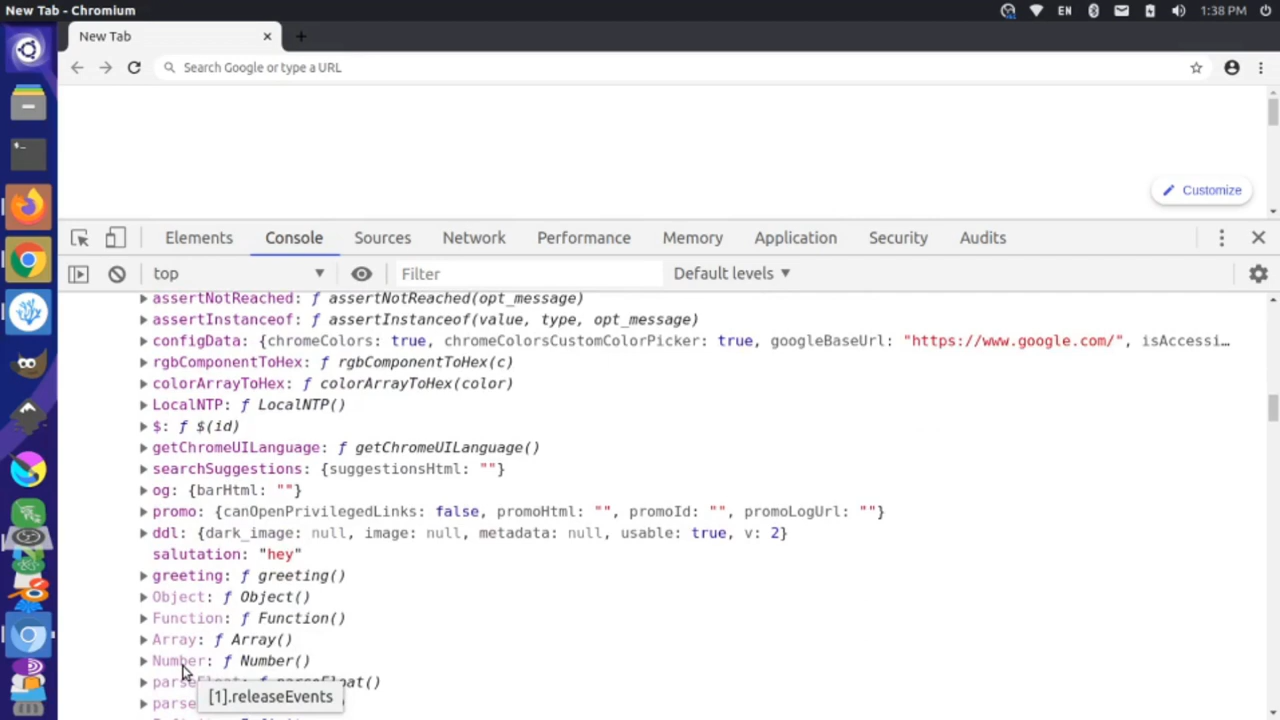 New Tab - Chromium
EN
1:38 PM
New Tab
Search Google or type a URL
Customize
Elements
Console
Sources
Network
Performance
Memory
Application
Security
Audits
top
Filter
Default levels
assertNotReached: ƒ assertNotReached(opt_message)
assertInstanceof: ƒ assertInstanceof(value, type, opt_message)
configData: {chromeColors: true, chromeColorsCustomColorPicker: true, googleBaseUrl: "https://www.google.com/", isAccessi…
rgbComponentToHex: ƒ rgbComponentToHex(c)
colorArrayToHex: ƒ colorArrayToHex(color)
LocalNTP: ƒ LocalNTP()
$: ƒ $(id)
getChromeUILanguage: ƒ getChromeUILanguage()
searchSuggestions: {suggestionsHtml: ""}
og: {barHtml: ""}
promo: {canOpenPrivilegedLinks: false, promoHtml: "", promoId: "", promoLogUrl: ""}
ddl: {dark_image: null, image: null, metadata: null, usable: true, v: 2}
salutation: "hey"
greeting: ƒ greeting()
Object: ƒ Object()
Function: ƒ Function()
Array: ƒ Array()
Number: ƒ Number()
parseFloat: ƒ parseFloat()
[1].releaseEvents
parse